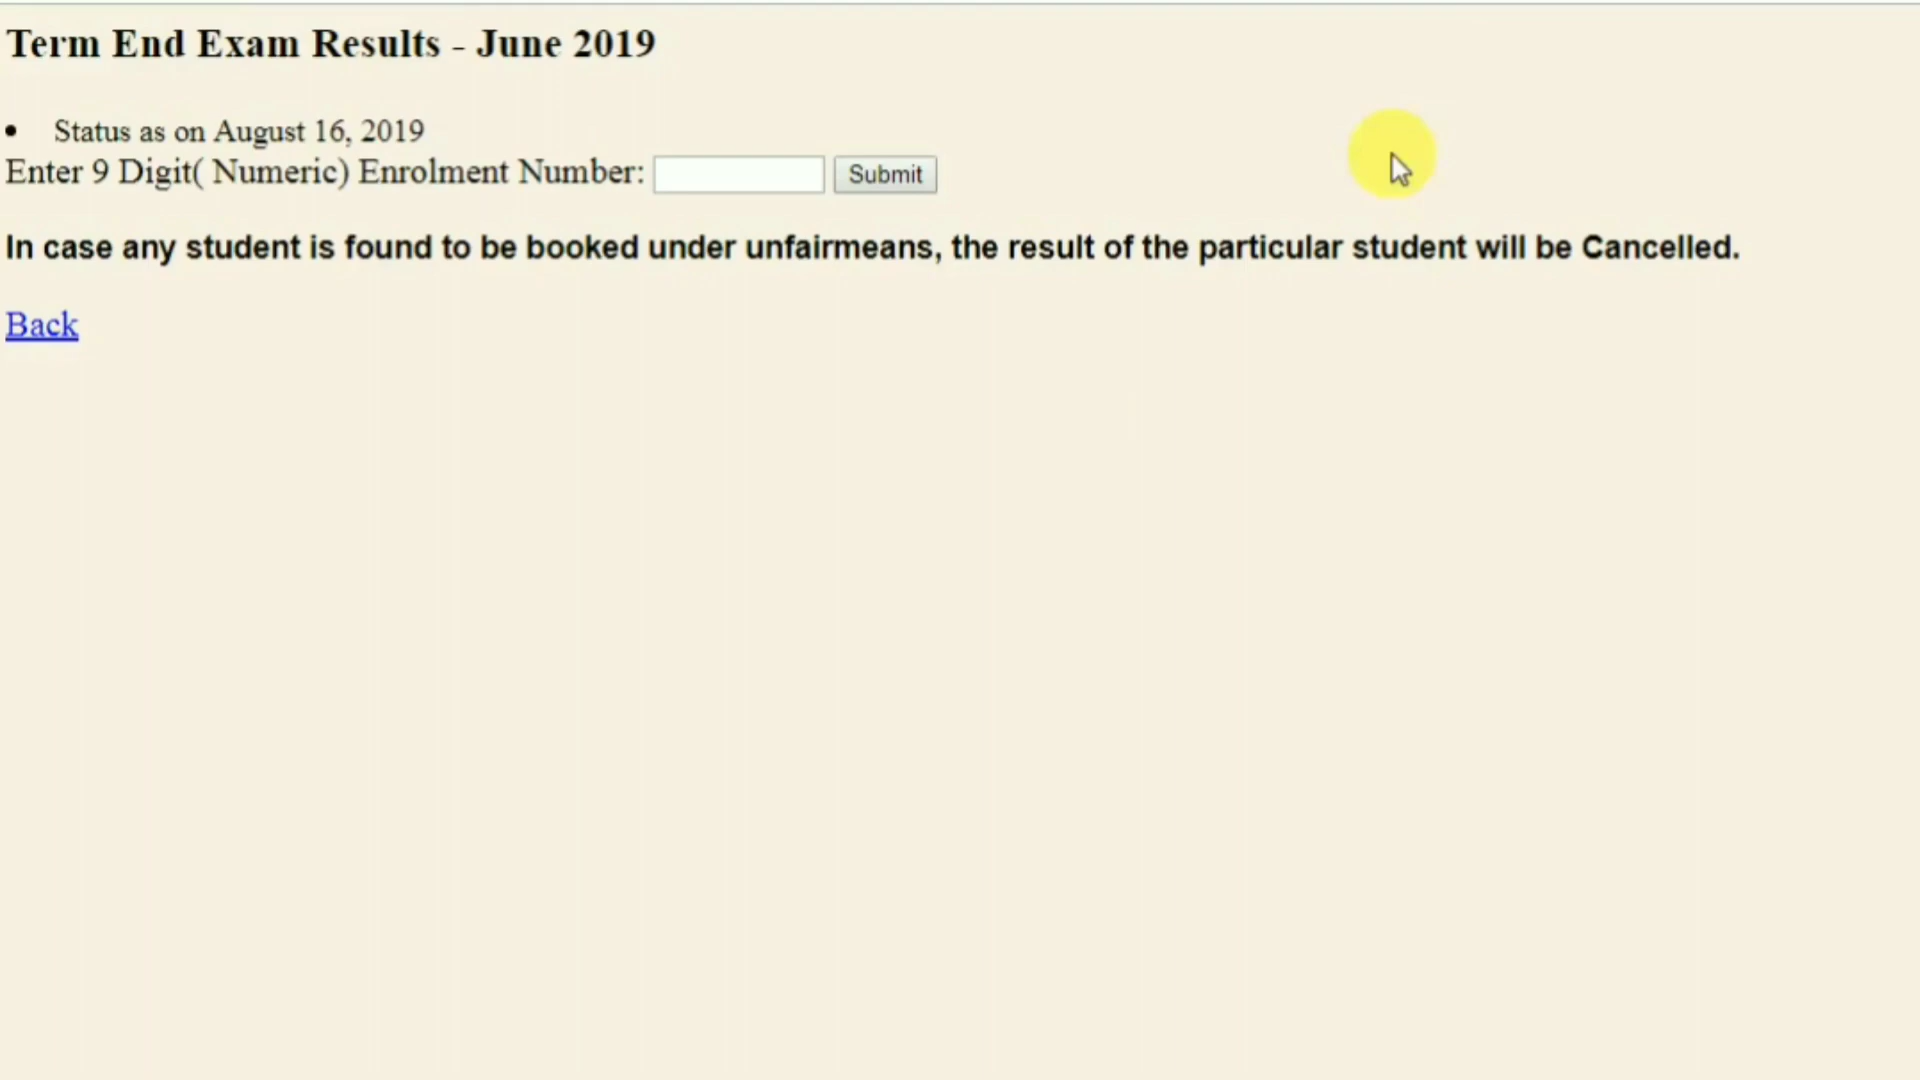 Term End Exam Results - June 2019
• Status as on August 16, 2019
Enter 9 Digit( Numeric) Enrolment Number: Submit
In case any student is found to be booked under unfairmeans, the result of the particular student will be Cancelled.
Back